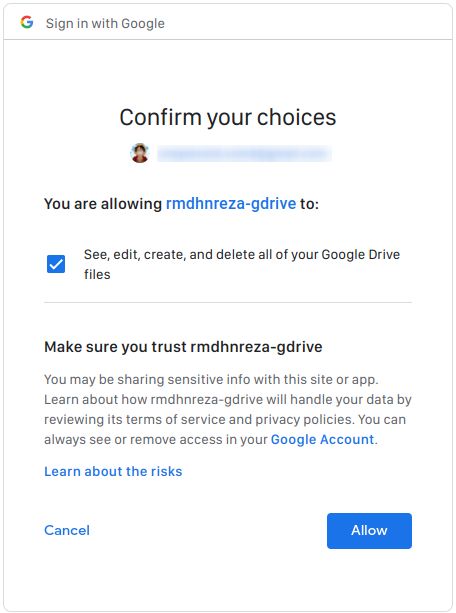 Sign in with Google
Confirm your choices
You are allowing rmdhnreza-gdrive to:
See, edit, create, and delete all of your Google Drive
files
Make sure you trust rmdhnreza-gdrive
You may be sharing sensitive info with this site or app.
Learn about how rmdhnreza-gdrive will handle your data by
reviewing its terms of service and privacy policies. You can
always see or remove access in your Google Account.
Learn about the risks
Cancel
Allow